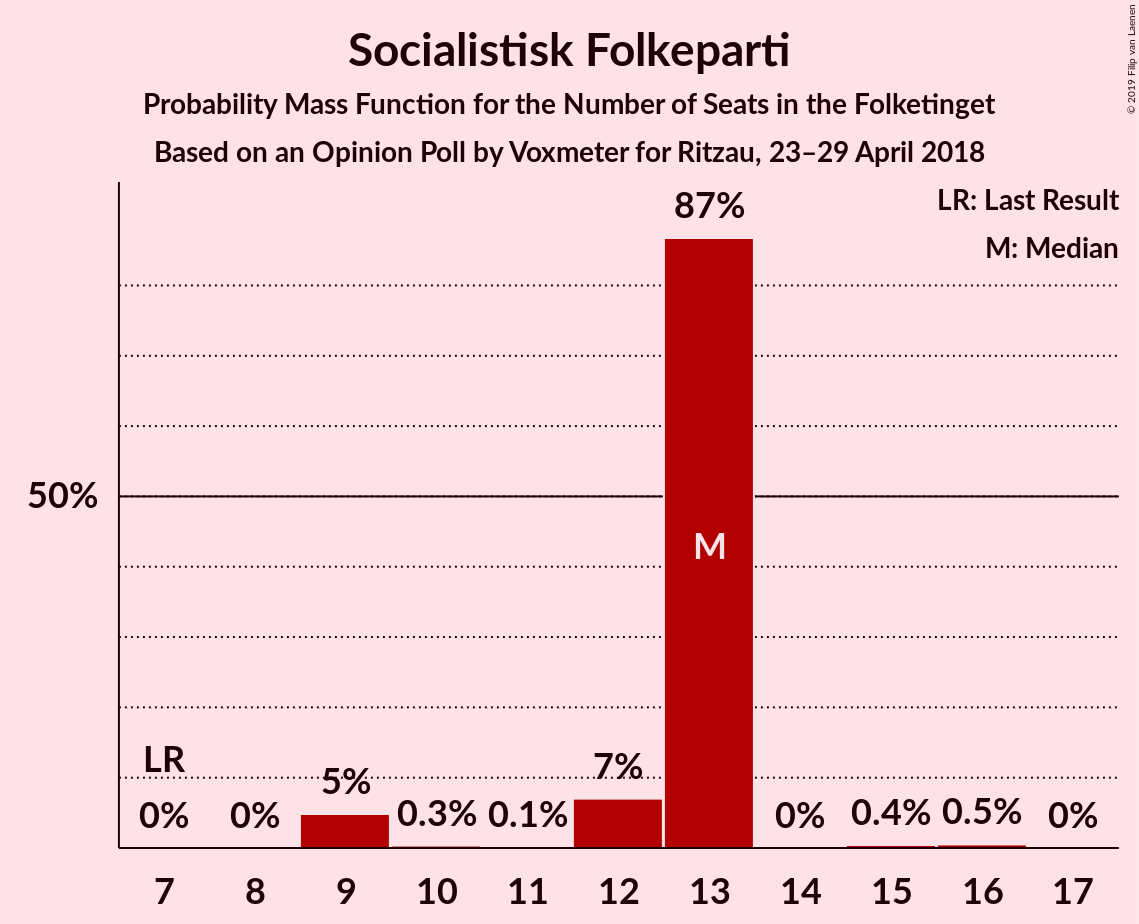 Socialistisk Folkeparti
Probability Mass Function for the Number of Seats in the Folketinget
Based on an Opinion Poll by Voxmeter for Ritzau, 23–29 April 2018
© 2019 Filip van Laenen
LR: Last Result
M: Median
87%
50%
M
LR
0% 0% 5% 0.3% 0.1% 7% 0% 0.4% 0.5% 0%
7 8 9 10 11 12 13 14 15 16 17